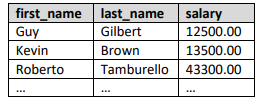 first_name last_name salary
Guy Gilbert 12500.00
Kevin Brown 13500.00
Roberto Tamburello 43300.00
… … …